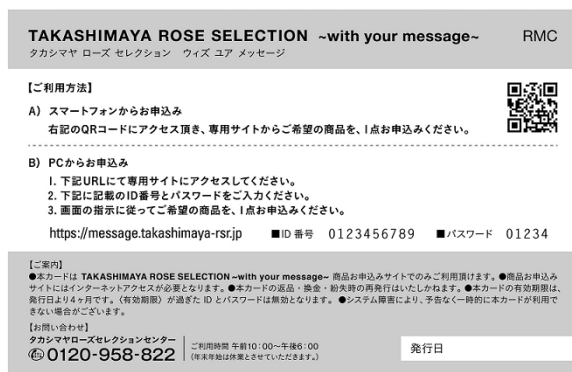 TAKASHIMAYA ROSE SELECTION ~with your message~ RMC
タカシマヤ ローズ セレクション ウィズ ユア メッセージ
【ご利用方法】
A) スマートフォンからお申込み
右記のQRコードにアクセス頂き、専用サイトからご希望の商品を、1点お申込みください。
B) PCからお申込み
1. 下記URLにて専用サイトにアクセスしてください。
2. 下記に記載のID番号とパスワードをご入力ください。
3. 画面の指示に従ってご希望の商品を、1点お申込みください。
https://message.takashimaya-rsr.jp ■ID 番号 0123456789 ■パスワード 01234
【ご案内】
●本カードは TAKASHIMAYA ROSE SELECTION ~with your message~ 商品お申込みサイトでのみご利用頂けます。●商品お申込み
サイトにはインターネットアクセスが必要となります。●本カードの返品・換金・紛失時の再発行はいたしかねます。●本カードの有効期限は、
発行日より4ヶ月です。〈有効期限〉が過ぎた ID とパスワードは無効となります。 ●システム障害により、予告なく一時的に本カードが利用で
きない場合がございます。
【お問い合わせ】
タカシマヤローズセレクションセンター
0120-958-822
ご利用時間 午前10:00〜午後6:00
(年末年始は休業とさせていただきます。)
発行日